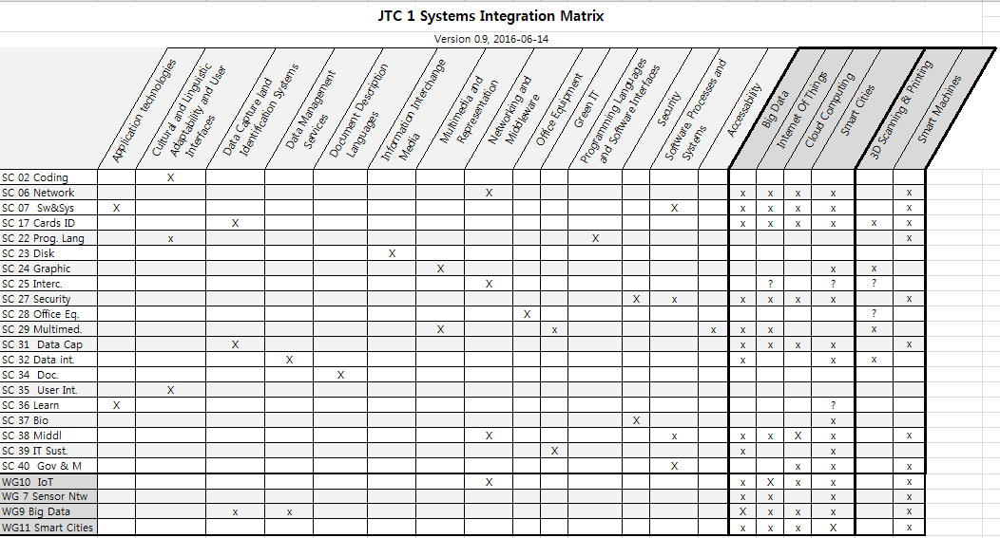 JTC 1 Systems Integration Matrix
Version 0.9, 2016-06-14
Application technologies
Cultural and Linguistic
Adaptability and User
Interfaces
Data Capture land
Identification Systems
Data Management
Services
Document Description
Languages
Information Interchange
Media
Multimedia and
Representation
Networking and
Middleware
Office Equipment
Green IT
Programming Languages
and Software Interfaces
Security
Software, Processes and
Systems
Accessability
Big Data
Internet Of Things
Cloud Computing
Smart Cities
3D Scanning & Printing
Smart Machines
SC 02 Coding X
SC 06 Network X x x x x x
SC 07 Sw&Sys X X x x x x x
SC 17 Cards ID X x x x x x x
SC 22 Prog. Lang x X x
SC 23 Disk X
SC 24 Graphic X x x
SC 25 Interc. X ? ? ?
SC 27 Security X x x x x x x
SC 28 Office Eq. X ?
SC 29 Multimed. X x x x x x
SC 31 Data Cap X x x x x x
SC 32 Data int. X x x x
SC 34 Doc. X
SC 35 User Int. X
SC 36 Learn X ?
SC 37 Bio X x
SC 38 Middl X x x x X x x
SC 39 IT Sust. X x x
SC 40 Gov & M X x x x
WG10 IoT X x X x x x
WG 7 Sensor Ntw x x x x
WG9 Big Data x x X x x x x
WG11 Smart Cities x x x X x